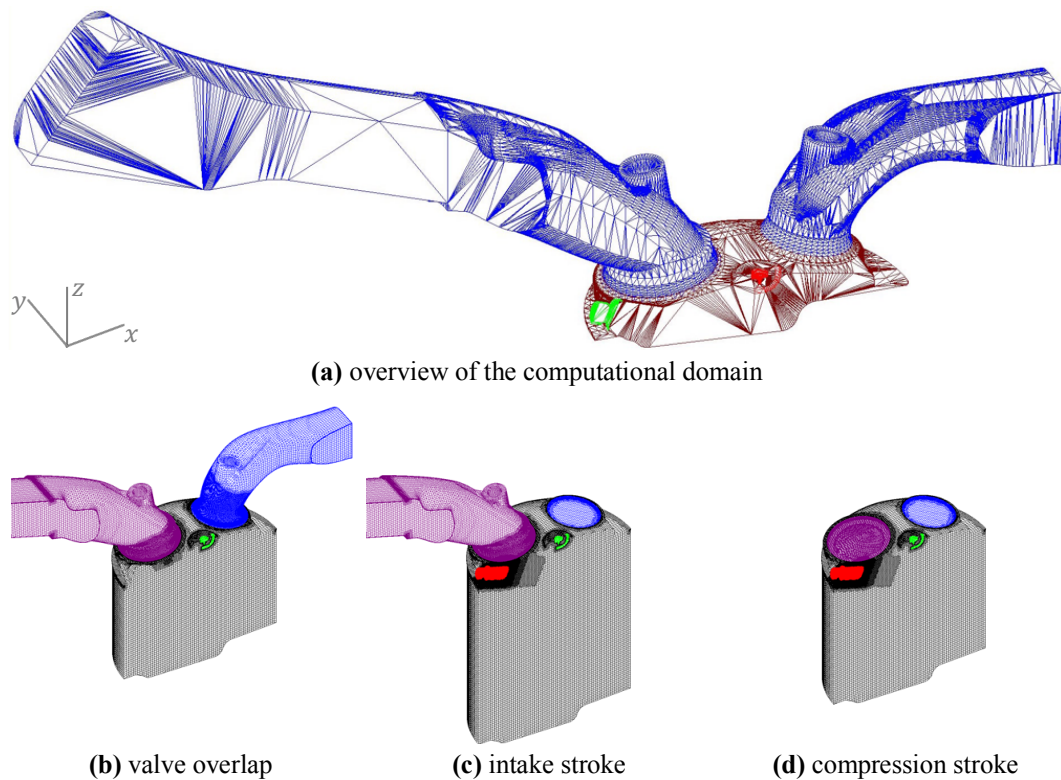 y z x
(a) overview of the computational domain
(b) valve overlap (c) intake stroke (d) compression stroke